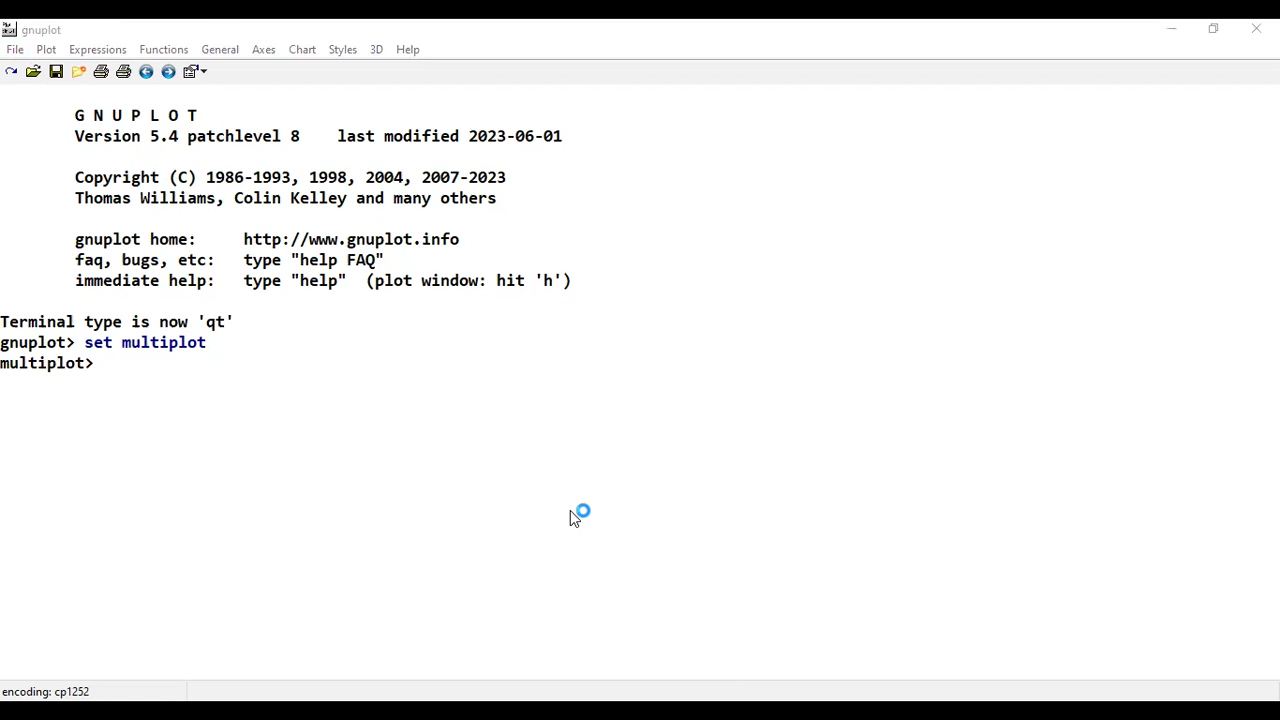 gnuplot
File Plot Expressions Functions General Axes Chart Styles 3D Help
G N U P L O T
Version 5.4 patchlevel 8    last modified 2023-06-01
Copyright (C) 1986-1993, 1998, 2004, 2007-2023
Thomas Williams, Colin Kelley and many others
gnuplot home:     http://www.gnuplot.info
faq, bugs, etc:   type "help FAQ"
immediate help:   type "help"  (plot window: hit 'h')
Terminal type is now 'qt'
gnuplot> set multiplot
multiplot>
encoding: cp1252